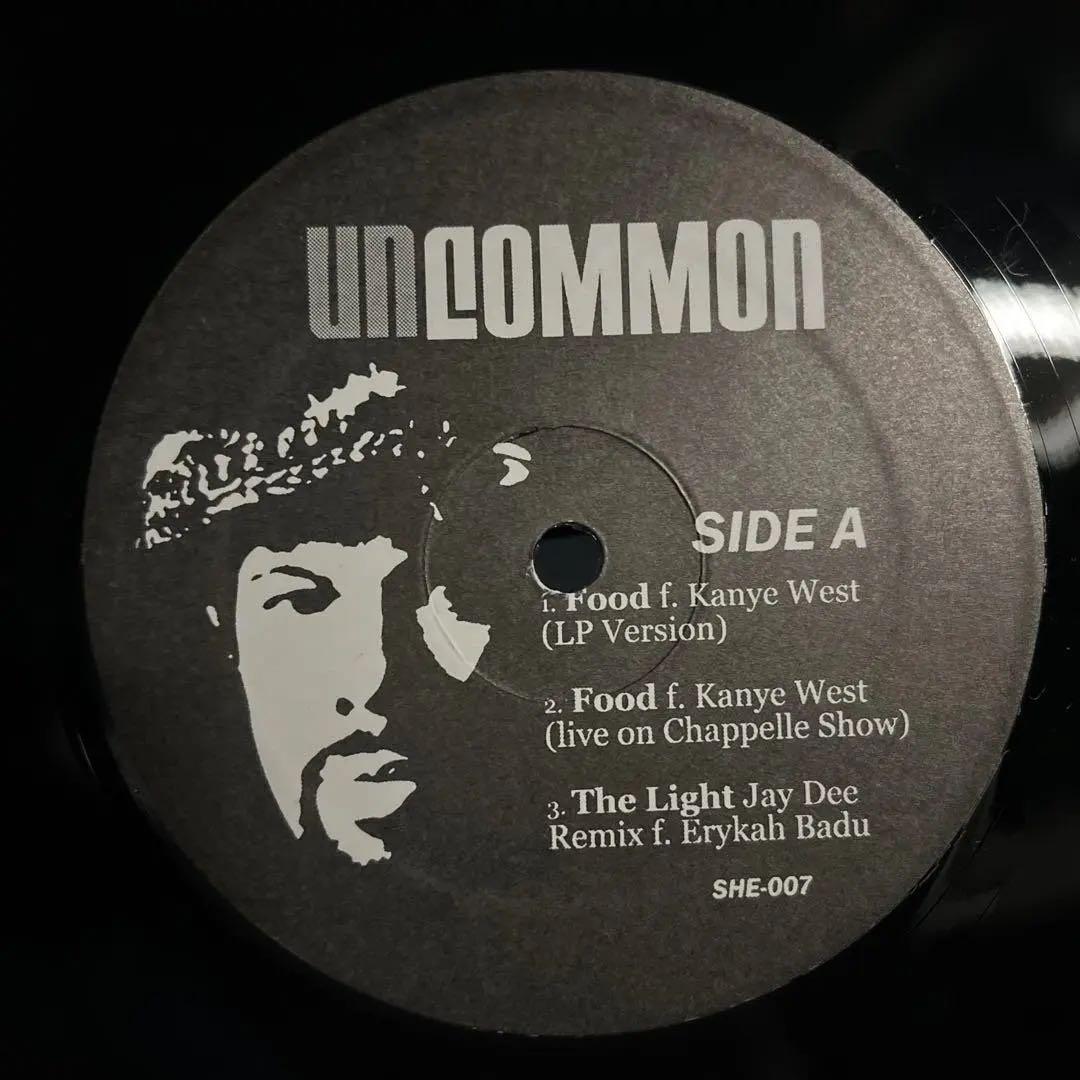 UNCOMMON
SIDE A
1. Food f. Kanye West
(LP Version)
2. Food f. Kanye West
(live on Chappelle Show)
3. The Light Jay Dee
Remix f. Erykah Badu
SHE-007